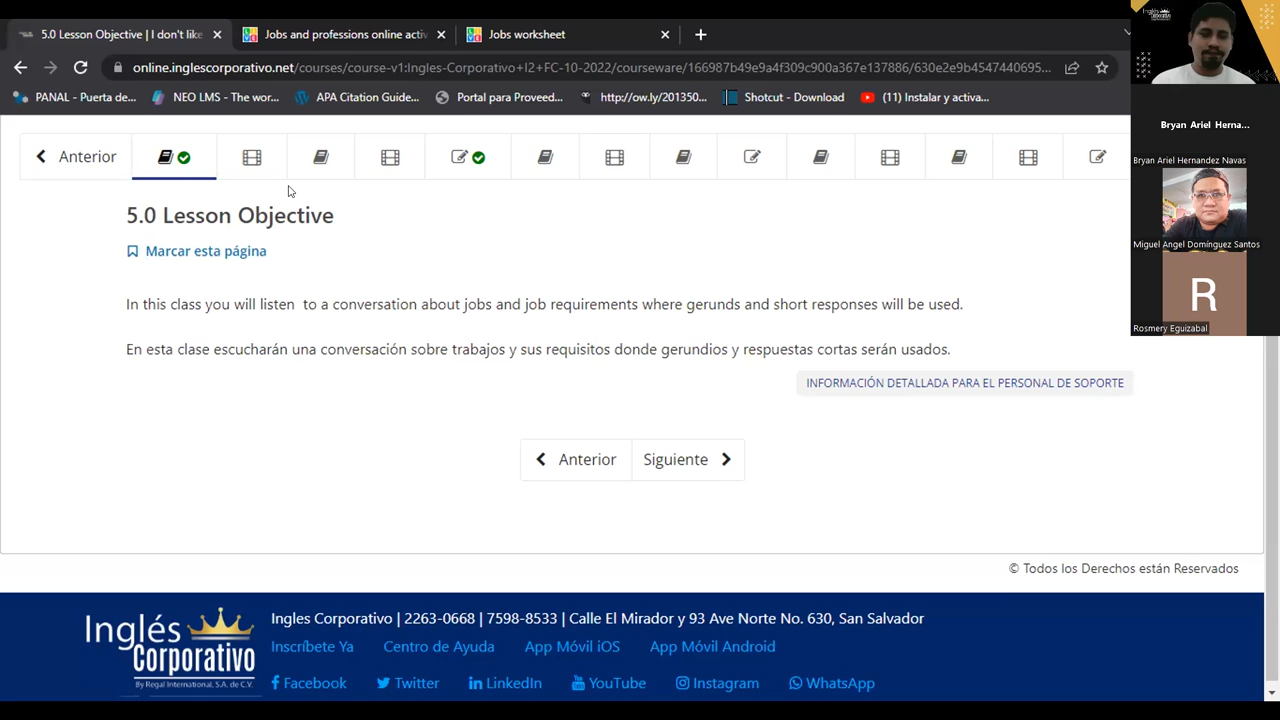 5.0 Lesson Objective | I don't like
Jobs and professions online activ
Jobs worksheet
online.inglescorporativo.net/courses/course-v1:Ingles-Corporativo+I2+FC-10-2022/courseware/166987b49e9a4f309c900a367e137886/630e2e9b4547440695...
PANAL - Puerta de...
NEO LMS - The wor...
APA Citation Guide...
Portal para Proveed...
http://ow.ly/201350...
Shotcut - Download
(11) Instalar y activa...
Anterior
5.0 Lesson Objective
Marcar esta página
In this class you will listen to a conversation about jobs and job requirements where gerunds and short responses will be used.
En esta clase escucharán una conversación sobre trabajos y sus requisitos donde gerundios y respuestas cortas serán usados.
INFORMACIÓN DETALLADA PARA EL PERSONAL DE SOPORTE
Anterior
Siguiente
© Todos los Derechos están Reservados
Inglés
Corporativo
By Regal International, S.A. de C.V.
Ingles Corporativo | 2263-0668 | 7598-8533 | Calle El Mirador y 93 Ave Norte No. 630, San Salvador
Inscríbete Ya
Centro de Ayuda
App Móvil iOS
App Móvil Android
Facebook
Twitter
LinkedIn
YouTube
Instagram
WhatsApp
Bryan Ariel Herna...
Bryan Ariel Hernandez Navas
Miguel Angel Domínguez Santos
R
Rosmery Eguizabal